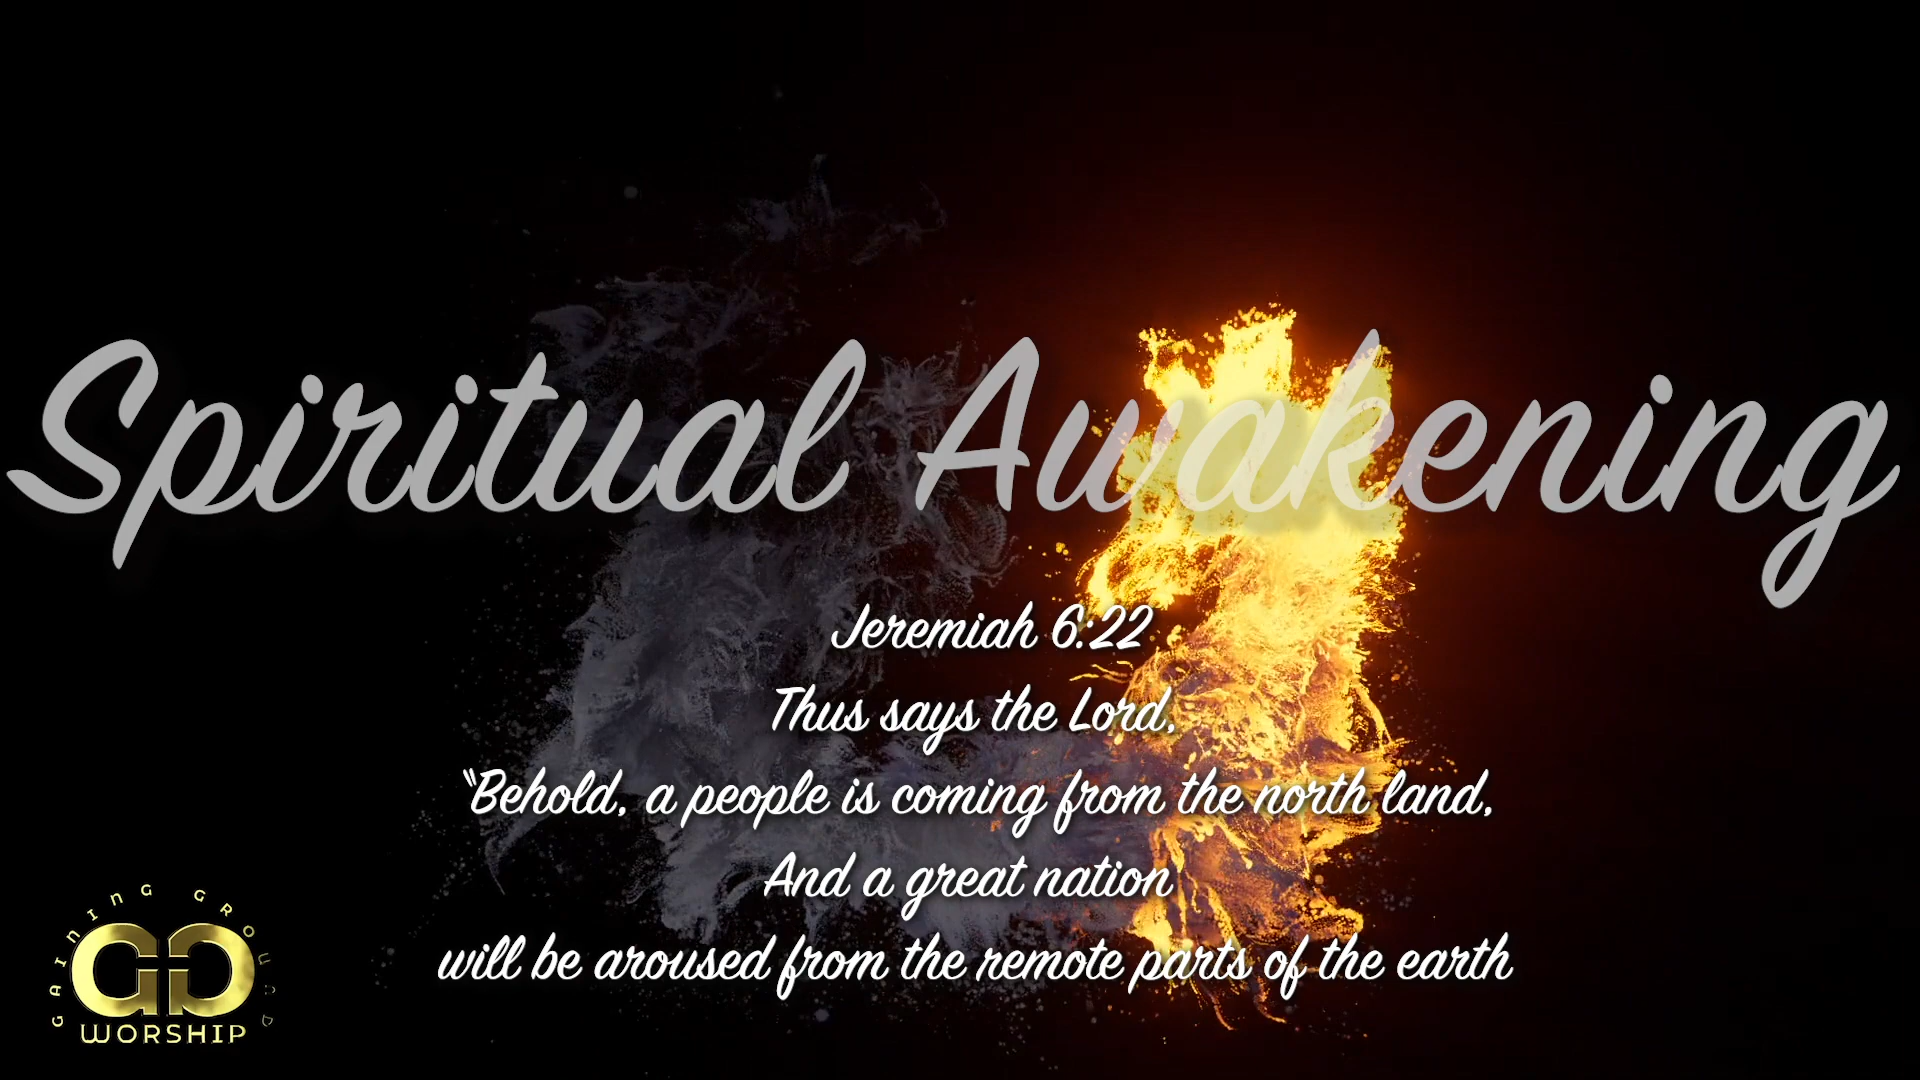 Spiritual Awakening
Jeremiah 6:22
Thus says the Lord,
"Behold, a people is coming from the north land,
And a great nation
will be aroused from the remote parts of the earth
GAINING GROUND
GG
WORSHIP